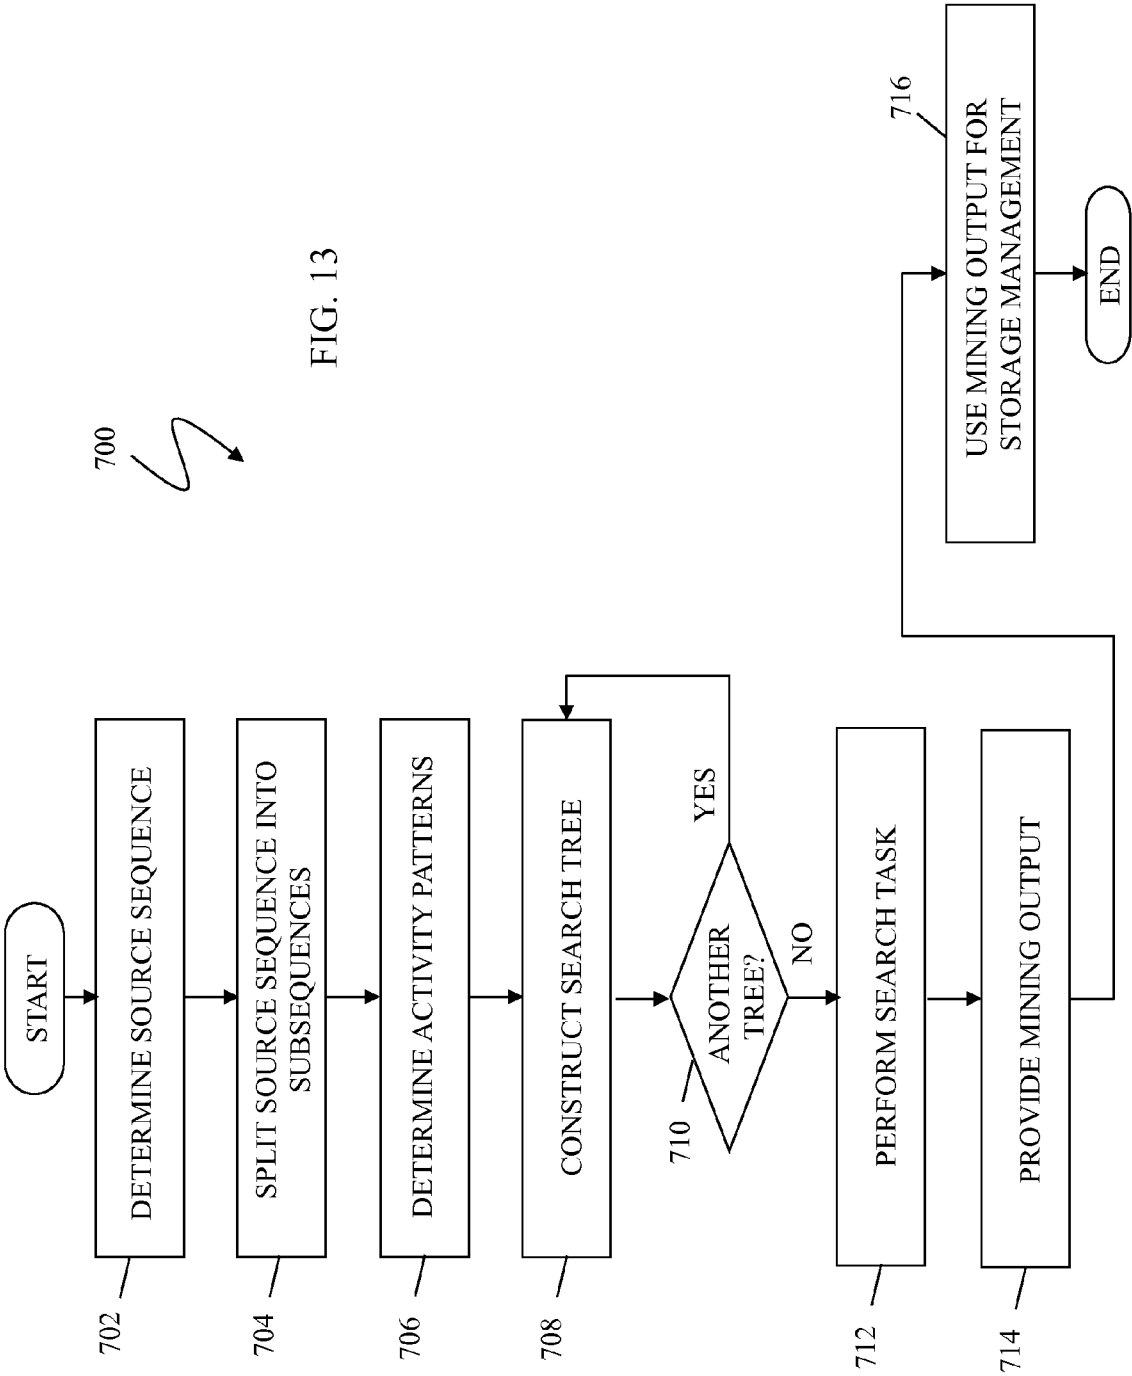 START
702
DETERMINE SOURCE SEQUENCE
704
SPLIT SOURCE SEQUENCE INTO
SUBSEQUENCES
706
DETERMINE ACTIVITY PATTERNS
708
CONSTRUCT SEARCH TREE
710
ANOTHER
TREE?
YES
NO
712
PERFORM SEARCH TASK
714
PROVIDE MINING OUTPUT
716
USE MINING OUTPUT FOR
STORAGE MANAGEMENT
END
700
FIG. 13